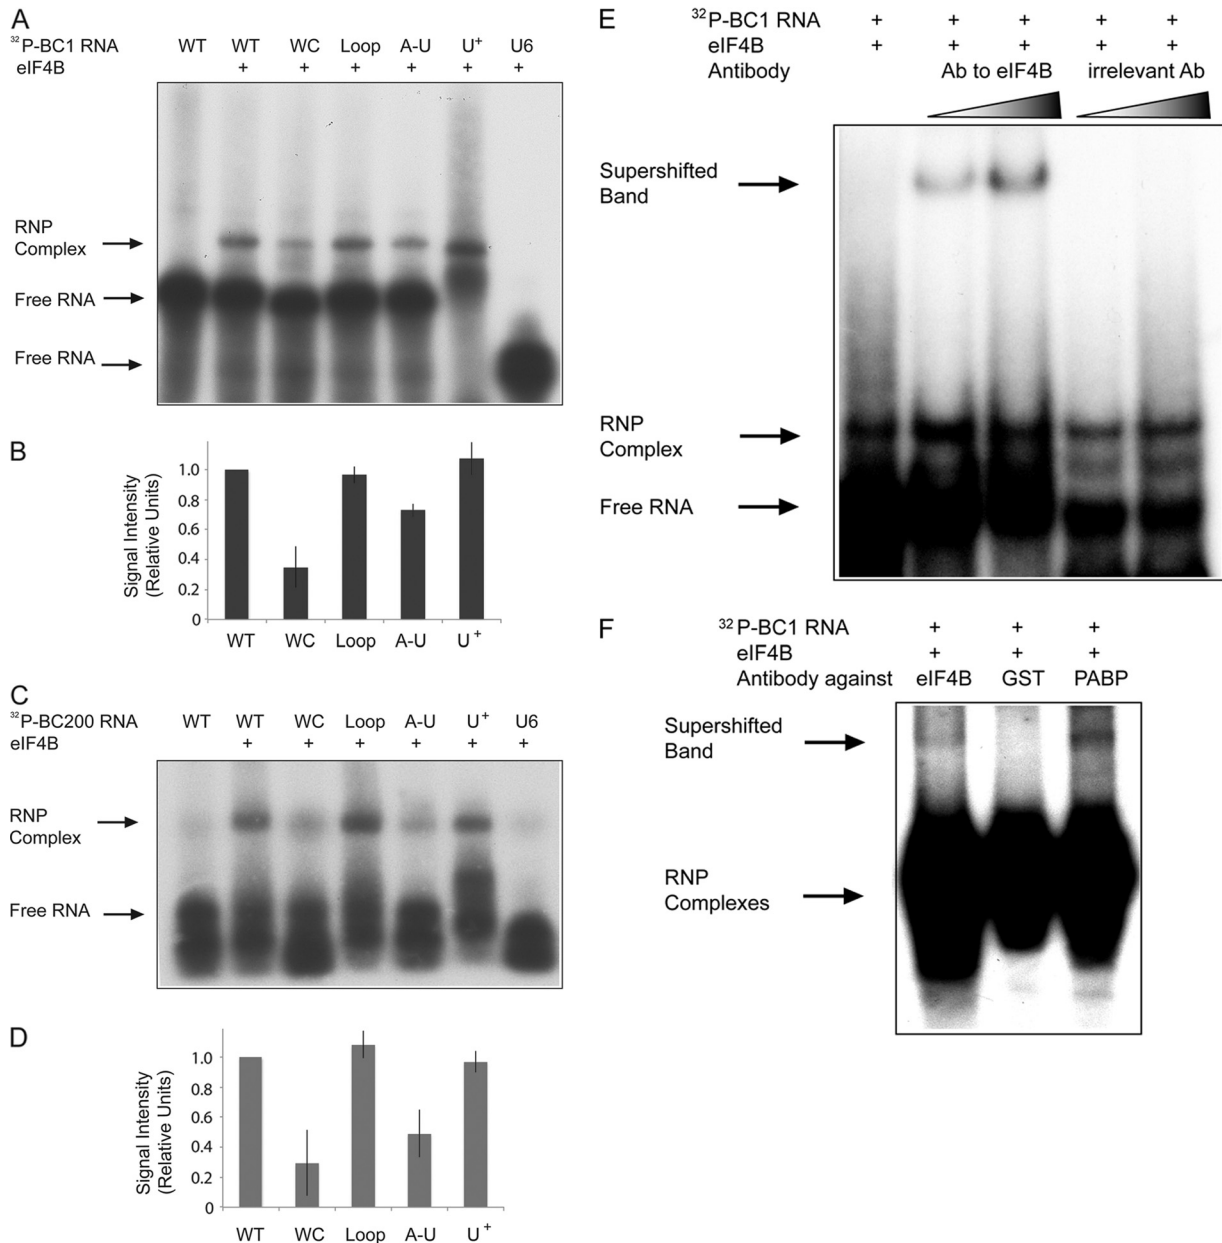 A
³²P-BC1 RNA WT WT WC Loop A-U U⁺ U6
eIF4B + + + + + +
RNP
Complex
Free RNA
Free RNA
B
Signal Intensity
(Relative Units)
1.0
0.8
0.6
0.4
0.2
0
WT WC Loop A-U U⁺
C
³²P-BC200 RNA WT WT WC Loop A-U U⁺ U6
eIF4B + + + + + +
RNP
Complex
Free RNA
D
Signal Intensity
(Relative Units)
1.0
0.8
0.6
0.4
0.2
0
WT WC Loop A-U U⁺
E
³²P-BC1 RNA + + + + +
eIF4B + + + + +
Antibody Ab to eIF4B irrelevant Ab
Supershifted
Band
RNP
Complex
Free RNA
F
³²P-BC1 RNA + + +
eIF4B + + +
Antibody against eIF4B GST PABP
Supershifted
Band
RNP
Complexes